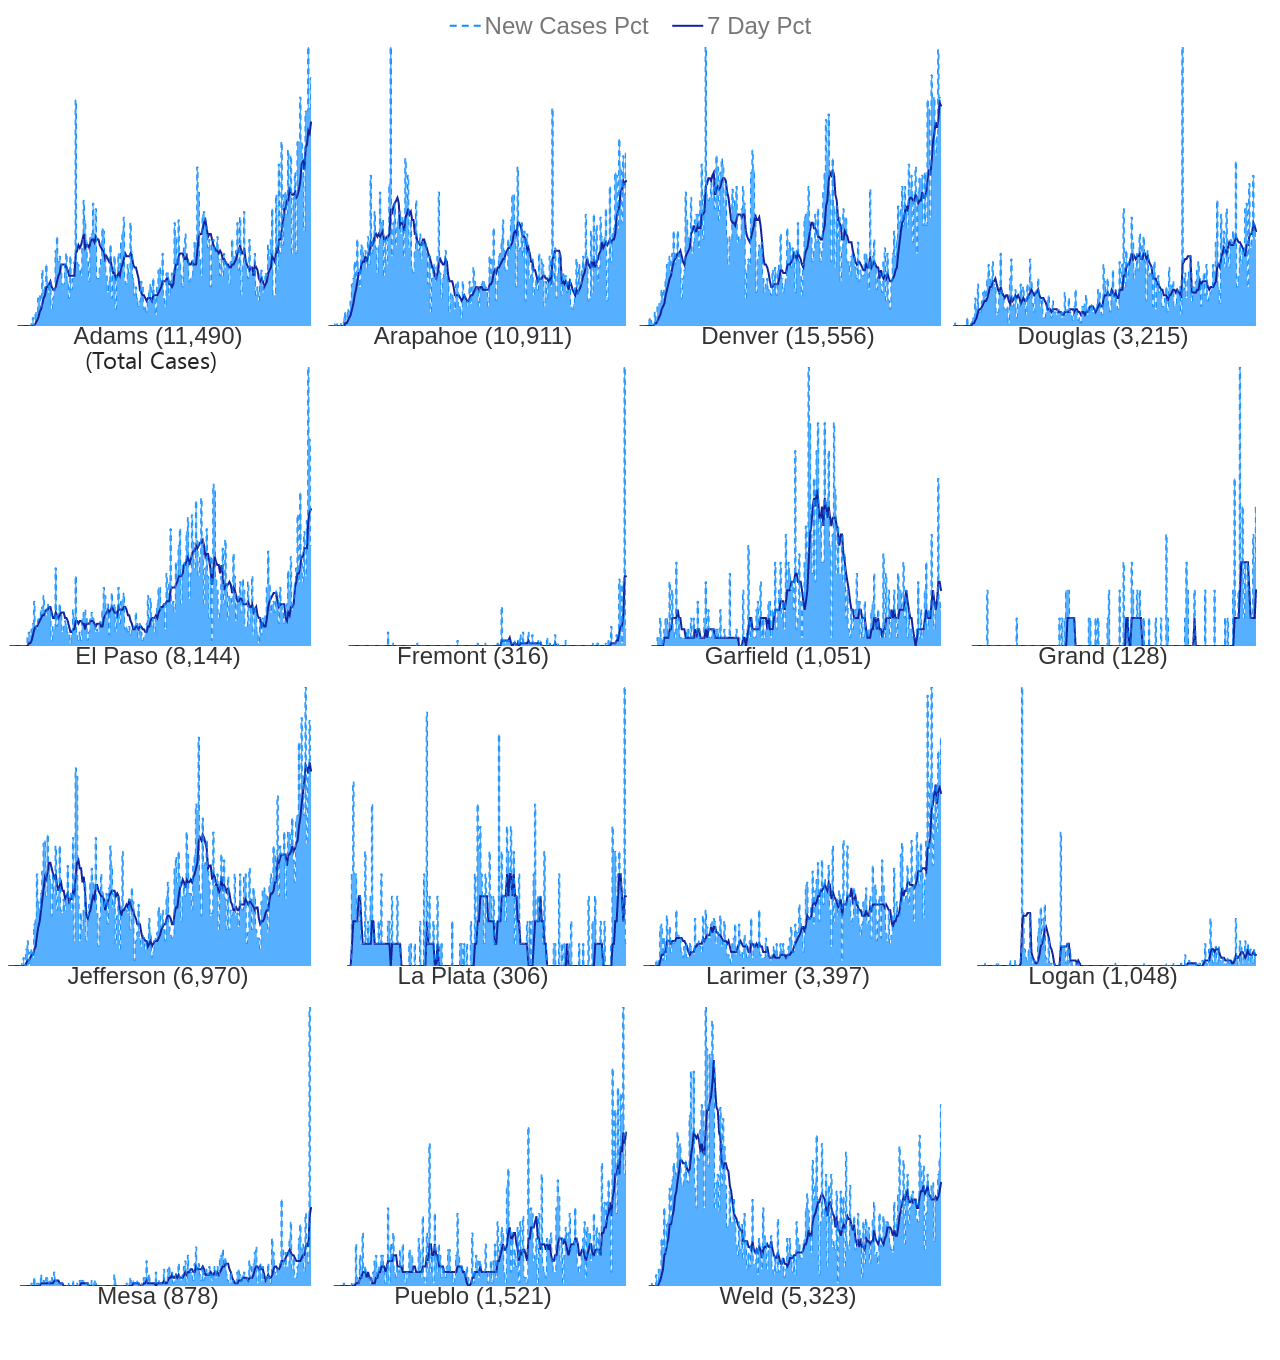 New Cases Pct 7 Day Pct
Adams (11,490) Arapahoe (10,911) Denver (15,556) Douglas (3,215)
(Total Cases)
El Paso (8,144) Fremont (316) Garfield (1,051) Grand (128)
Jefferson (6,970) La Plata (306) Larimer (3,397) Logan (1,048)
Mesa (878) Pueblo (1,521) Weld (5,323)